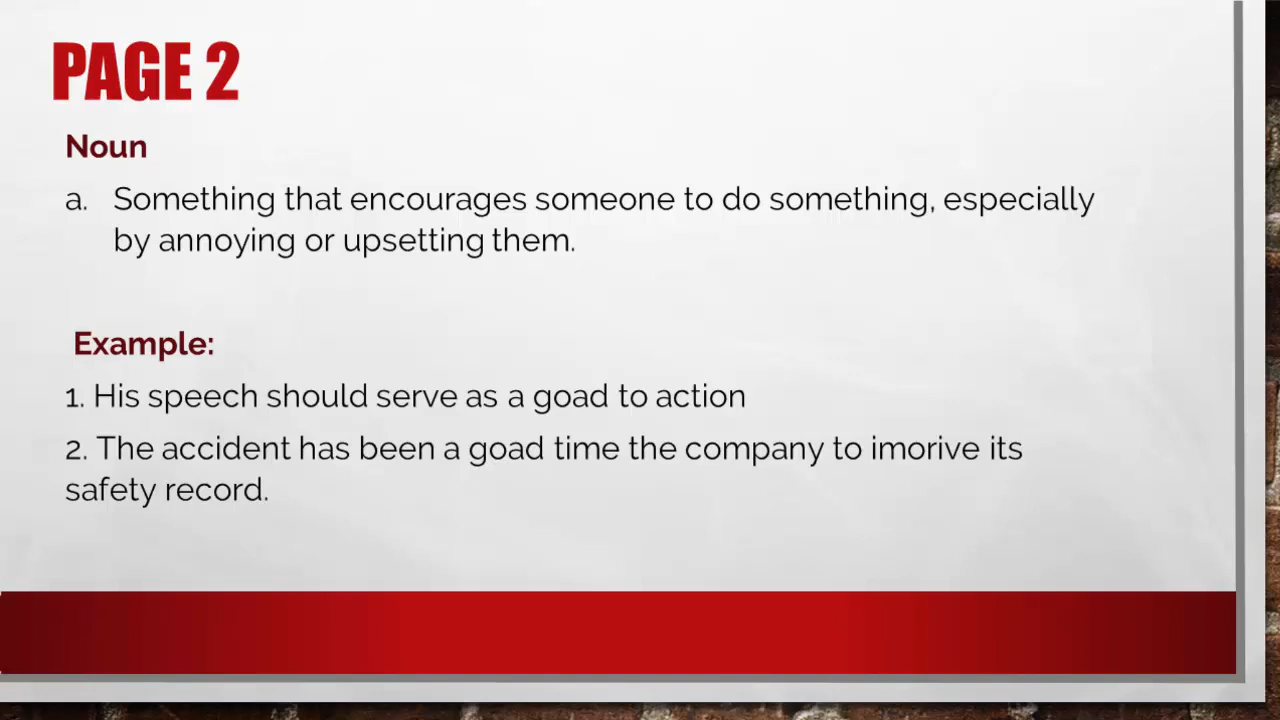 PAGE 2
Noun
a. Something that encourages someone to do something, especially
by annoying or upsetting them.
Example:
1. His speech should serve as a goad to action
2. The accident has been a goad time the company to imorive its
safety record.